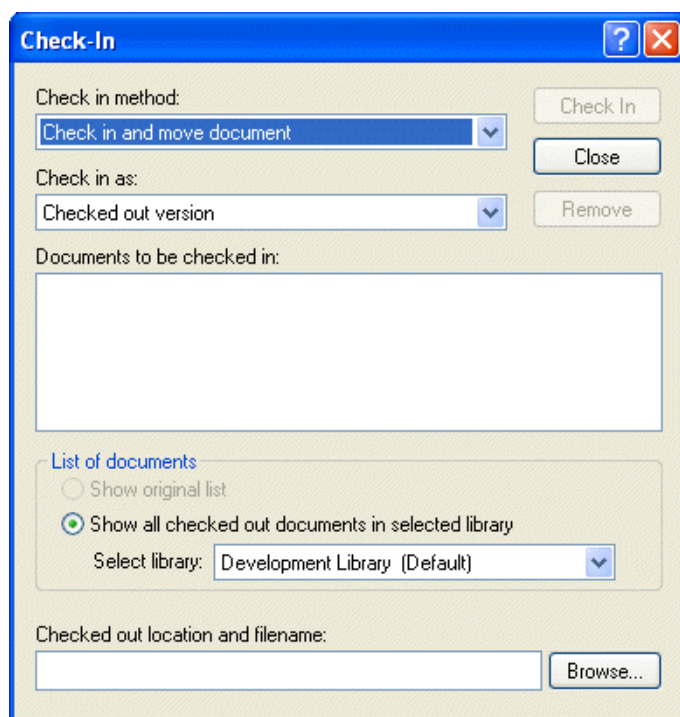 Check-In
?
Check in method:
Check In
Check in and move document
Close
Check in as:
Checked out version
Remove
Documents to be checked in:
List of documents
Show original list
Show all checked out documents in selected library
Select library: Development Library (Default)
Checked out location and filename:
Browse...